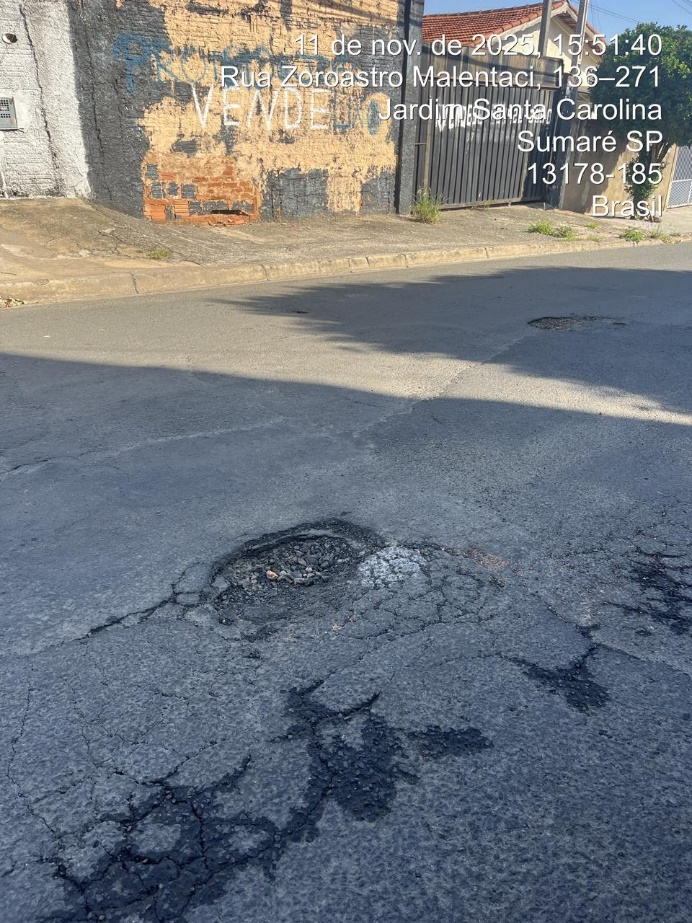 11 de nov. de 2025, 15:51:40
Rua Zoroastro Malentaci, 136–271
Jardim Santa Carolina
Sumaré SP
13178-185
Brasil
VENDE